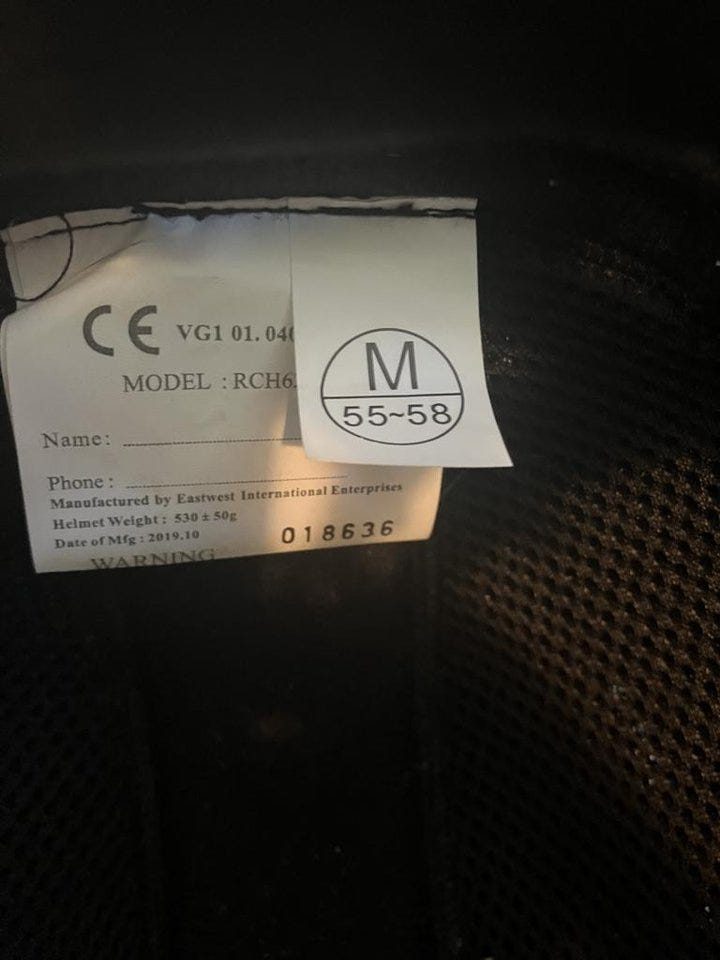 CE VG1 01.040
MODEL : RCH6
M
55~58
Name:
Phone :
Manufactured by Eastwest International Enterprises
Helmet Weight : 530 ± 50g
Date of Mfg : 2019.10
018636
WARNING